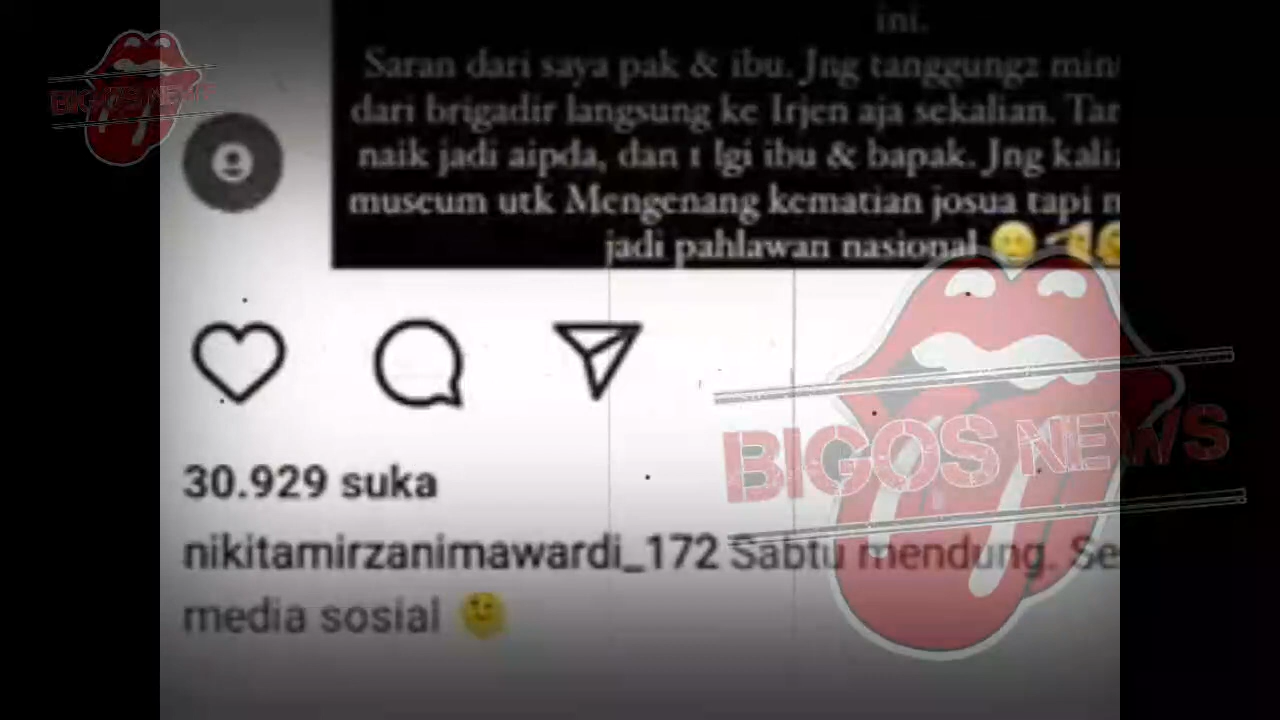 BIGOS NEWS
ini.
Saran dari saya pak & ibu. Jng tanggung2
dari brigadir langsung ke Irjen aja sekalian.
naik jadi aipda, dan 1 lgi ibu & bapak. Jng
museum utk Mengenang kematian josua tapi
jadi pahlawan nasional
30.929 suka
BIGOS NEWS
nikitamirzanimawardi_172 Sabtu mendung.
media sosial